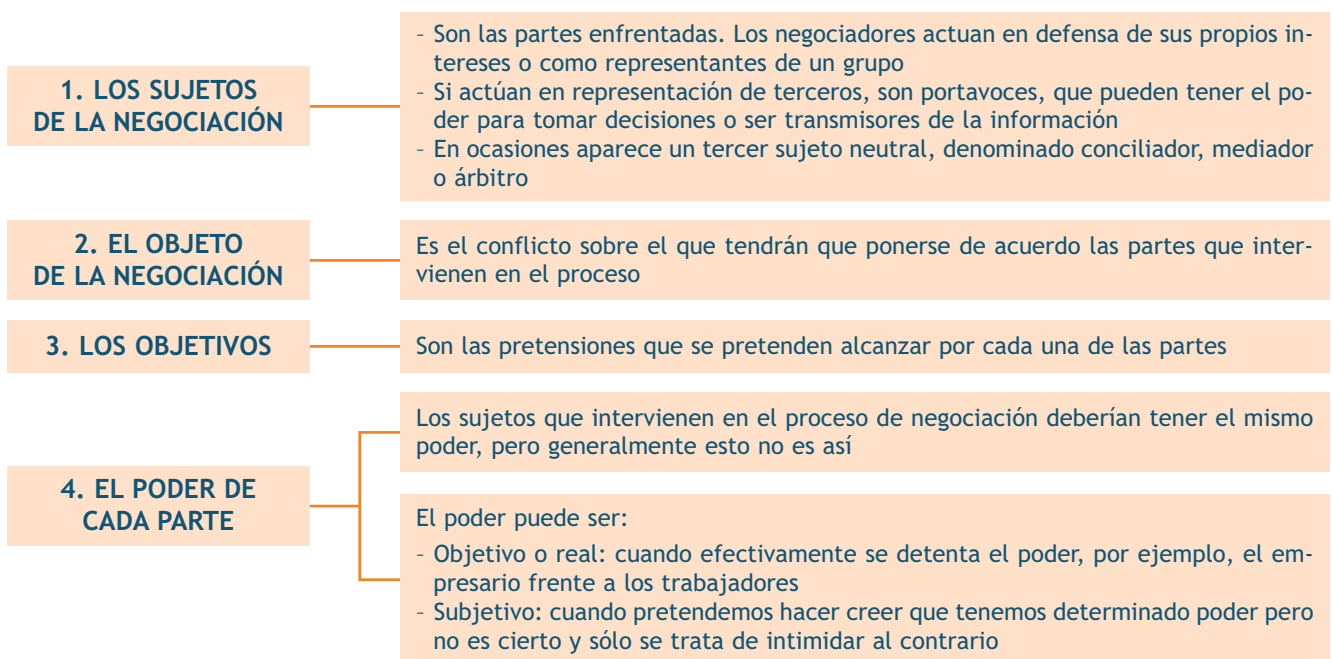 1. LOS SUJETOS
DE LA NEGOCIACIÓN
– Son las partes enfrentadas. Los negociadores actuan en defensa de sus propios in-
tereses o como representantes de un grupo
– Si actúan en representación de terceros, son portavoces, que pueden tener el po-
der para tomar decisiones o ser transmisores de la información
– En ocasiones aparece un tercer sujeto neutral, denominado conciliador, mediador
o árbitro
2. EL OBJETO
DE LA NEGOCIACIÓN
Es el conflicto sobre el que tendrán que ponerse de acuerdo las partes que inter-
vienen en el proceso
3. LOS OBJETIVOS
Son las pretensiones que se pretenden alcanzar por cada una de las partes
4. EL PODER DE
CADA PARTE
Los sujetos que intervienen en el proceso de negociación deberían tener el mismo
poder, pero generalmente esto no es así
El poder puede ser:
– Objetivo o real: cuando efectivamente se detenta el poder, por ejemplo, el em-
presario frente a los trabajadores
– Subjetivo: cuando pretendemos hacer creer que tenemos determinado poder pero
no es cierto y sólo se trata de intimidar al contrario